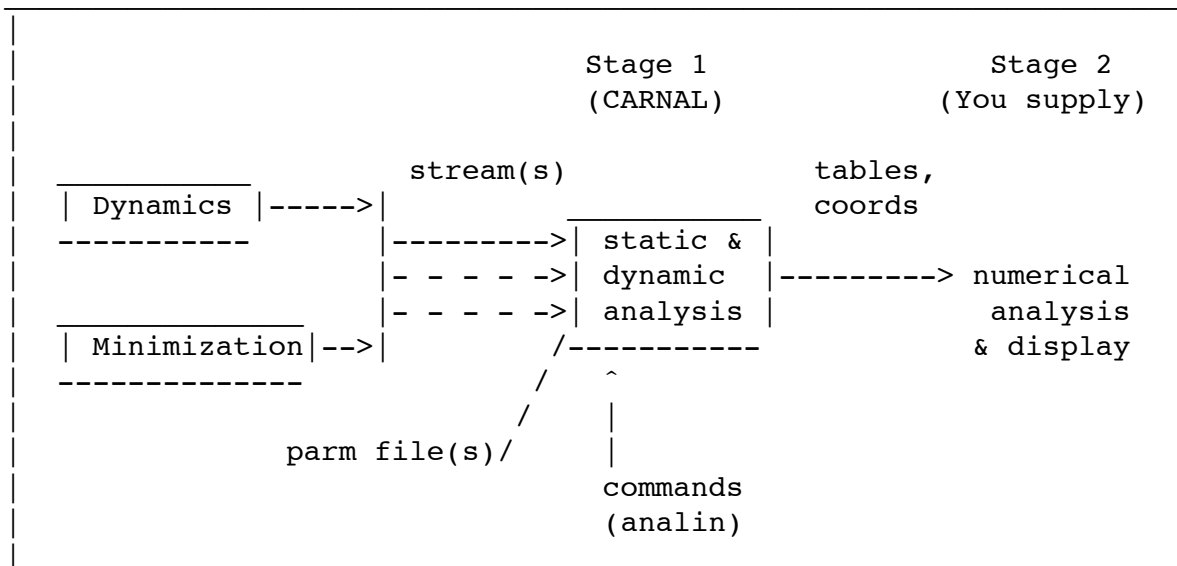 Stage 1 Stage 2
(CARNAL) (You supply)
stream(s) tables,
Dynamics coords
static &
dynamic numerical
analysis analysis
Minimization & display
parm file(s)
commands
(analin)